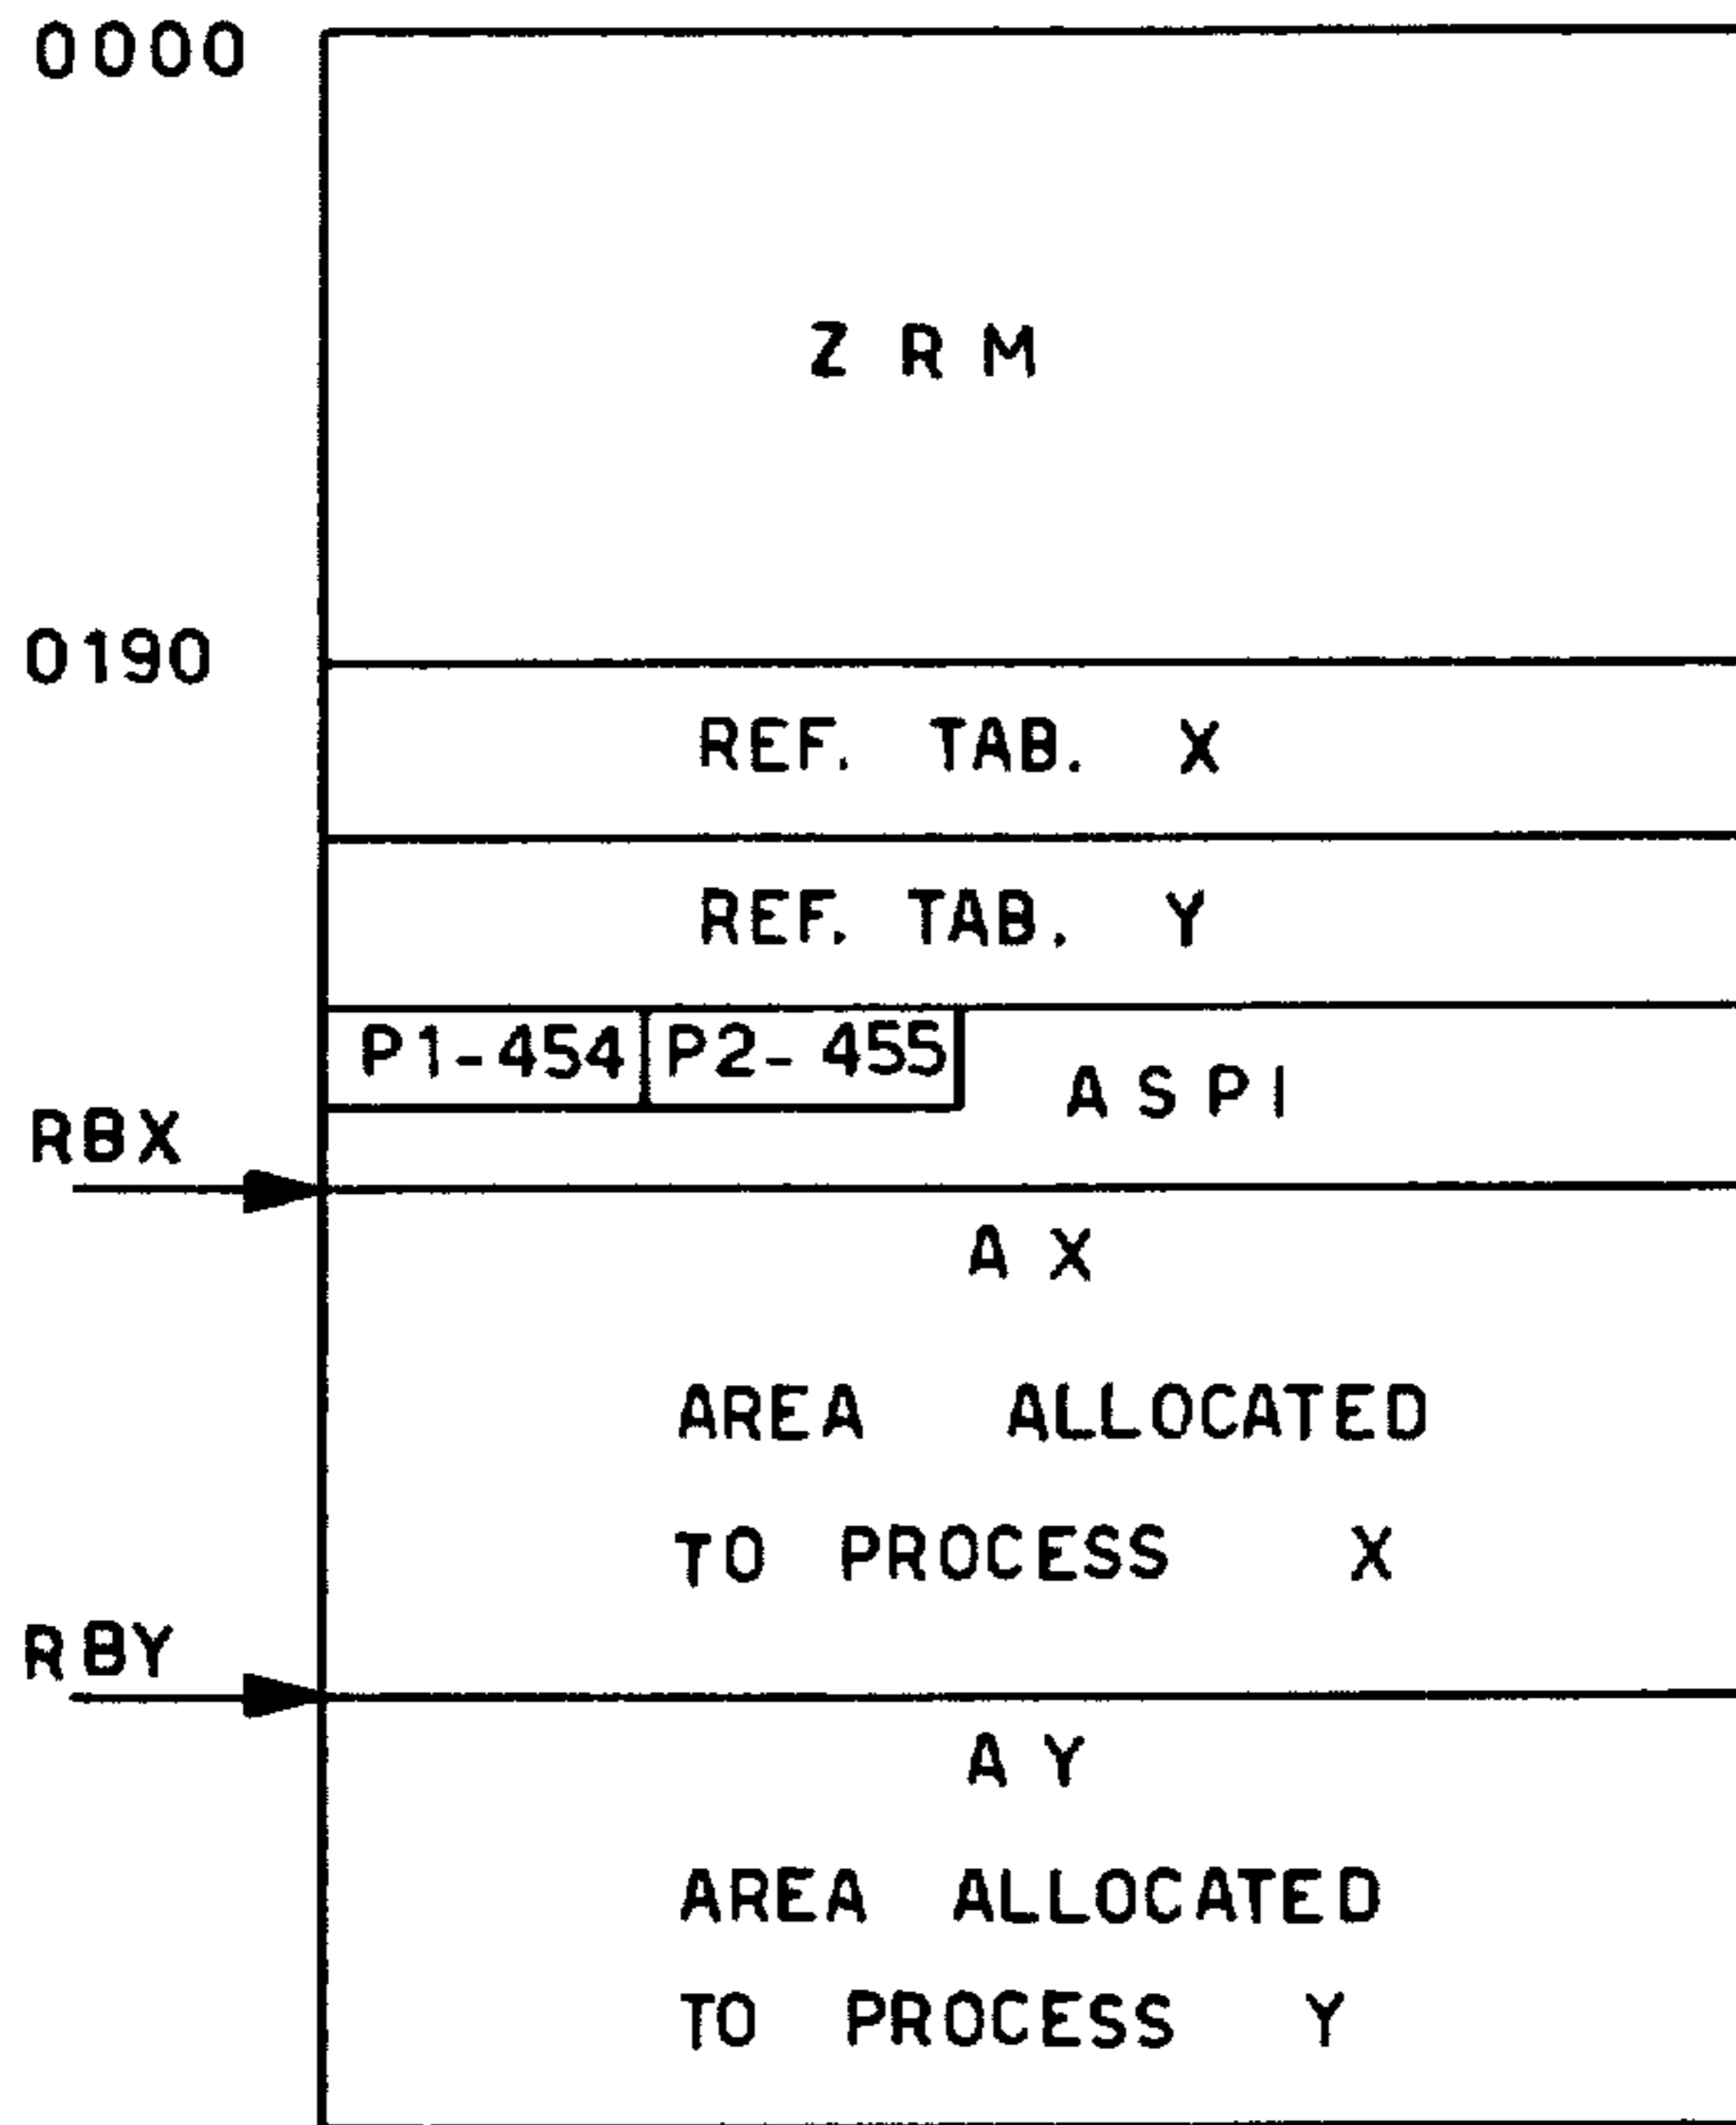 0000
Z R M
0190
REF. TAB. X
REF. TAB. Y
P1-454 P2-455
A S P I
RBX
A X
AREA ALLOCATED
TO PROCESS X
RBY
A Y
AREA ALLOCATED
TO PROCESS Y